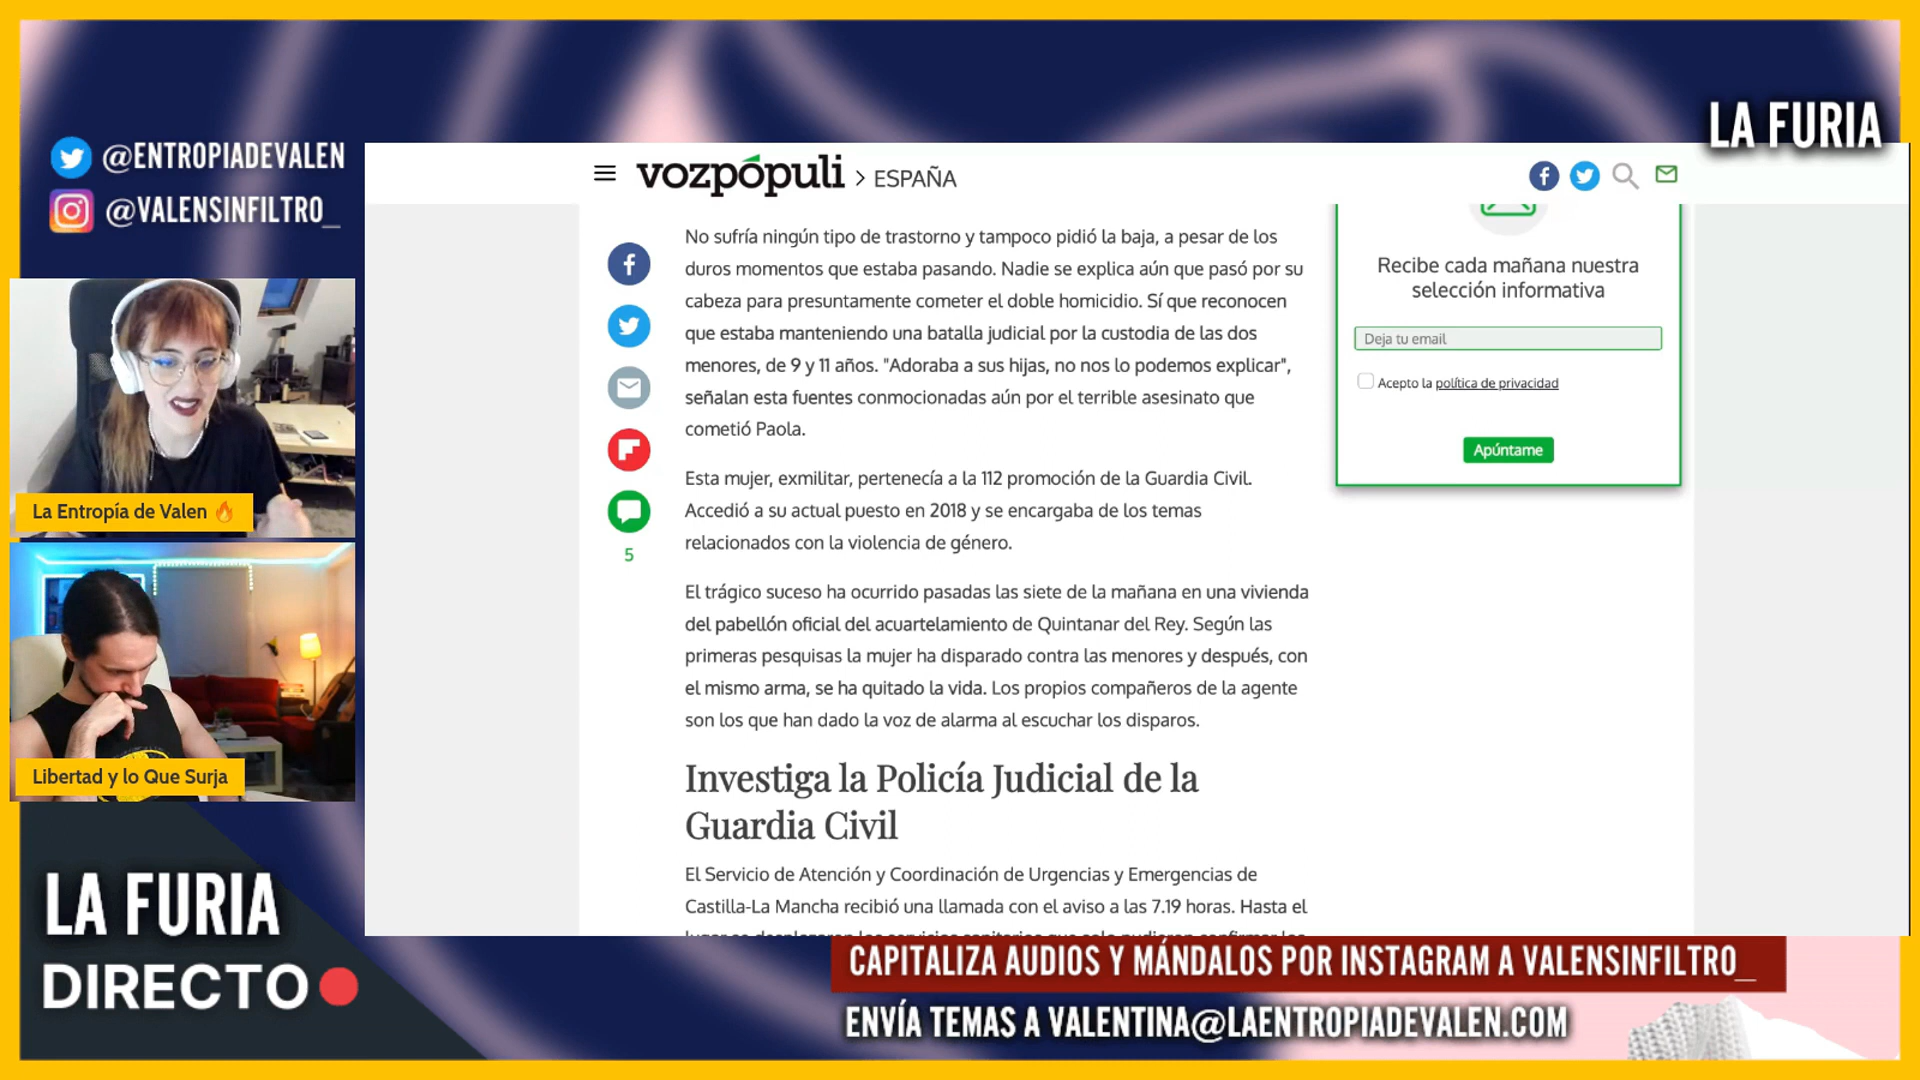 LA FURIA
@ENTROPIADEVALEN
@VALENSINFILTRO_
vozpópuli > ESPAÑA
No sufría ningún tipo de trastorno y tampoco pidió la baja, a pesar de los
duros momentos que estaba pasando. Nadie se explica aún que pasó por su
cabeza para presuntamente cometer el doble homicidio. Sí que reconocen
que estaba manteniendo una batalla judicial por la custodia de las dos
menores, de 9 y 11 años. "Adoraba a sus hijas, no nos lo podemos explicar",
señalan esta fuentes conmocionadas aún por el terrible asesinato que
cometió Paola.
Esta mujer, exmilitar, pertenecía a la 112 promoción de la Guardia Civil.
Accedió a su actual puesto en 2018 y se encargaba de los temas
relacionados con la violencia de género.
El trágico suceso ha ocurrido pasadas las siete de la mañana en una vivienda
del pabellón oficial del acuartelamiento de Quintanar del Rey. Según las
primeras pesquisas la mujer ha disparado contra las menores y después, con
el mismo arma, se ha quitado la vida. Los propios compañeros de la agente
son los que han dado la voz de alarma al escuchar los disparos.
Investiga la Policía Judicial de la
Guardia Civil
El Servicio de Atención y Coordinación de Urgencias y Emergencias de
Castilla-La Mancha recibió una llamada con el aviso a las 7.19 horas. Hasta el
5
Recibe cada mañana nuestra
selección informativa
Deja tu email
Acepto la política de privacidad
Apúntame
La Entropía de Valen 🔥
Libertad y lo Que Surja
LA FURIA
DIRECTO
CAPITALIZA AUDIOS Y MÁNDALOS POR INSTAGRAM A VALENSINFILTRO_
ENVÍA TEMAS A VALENTINA@LAENTROPIADEVALEN.COM